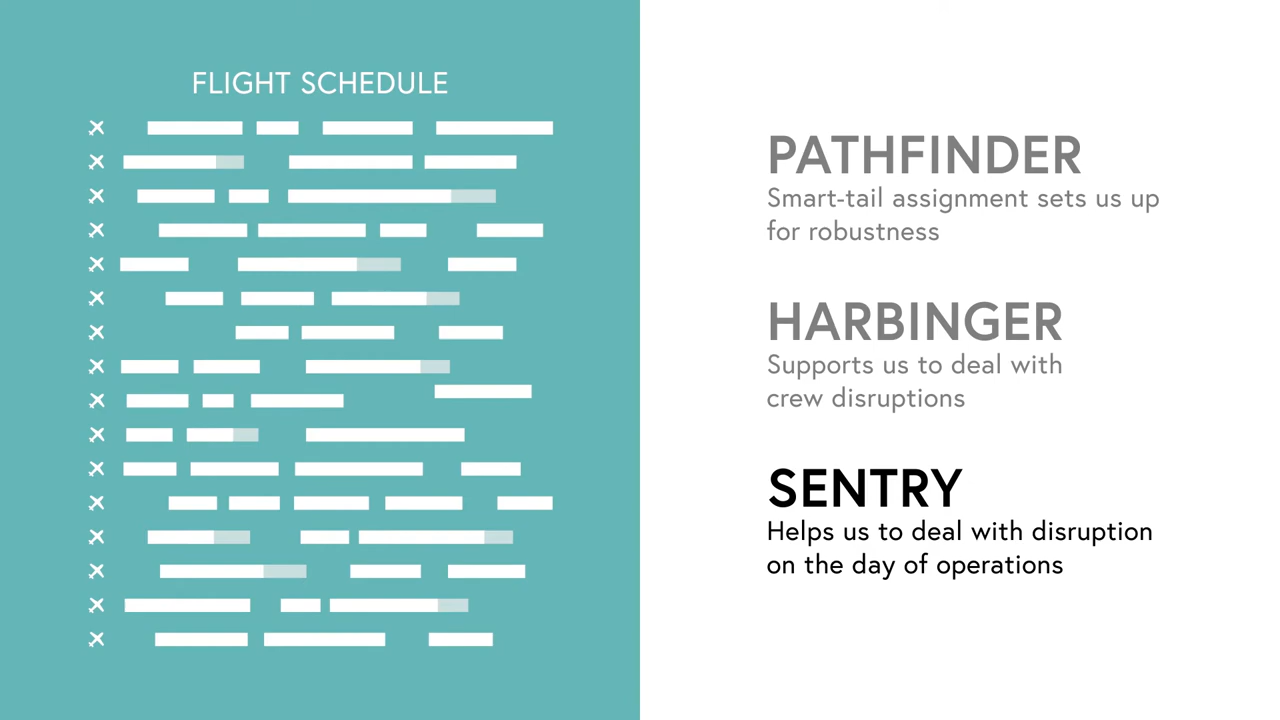 FLIGHT SCHEDULE
PATHFINDER
Smart-tail assignment sets us up
for robustness
HARBINGER
Supports us to deal with
crew disruptions
SENTRY
Helps us to deal with disruption
on the day of operations